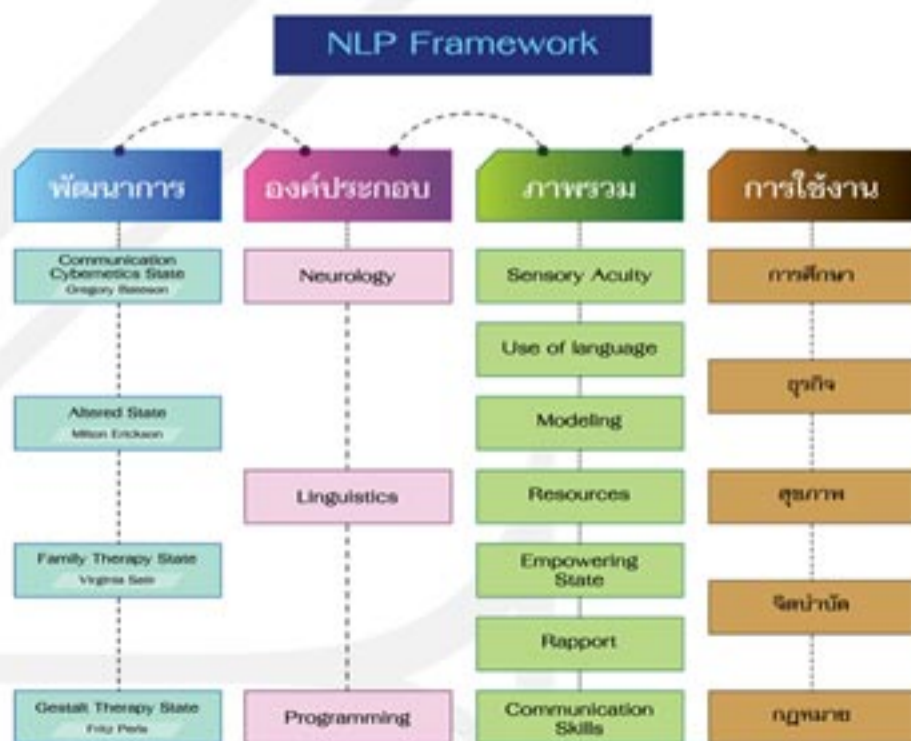 NLP Framework
พัฒนาการ
Communication
Cybernetics State
Gregory Bateson
Altered State
Milton Erickson
Family Therapy State
Virginia Satir
Gestalt Therapy State
Fritz Perls
องค์ประกอบ
Neurology
Linguistics
Programming
ภาพรวม
Sensory Acuity
Use of language
Modeling
Resources
Empowering
State
Rapport
Communication
Skills
การใช้งาน
การศึกษา
ธุรกิจ
สุขภาพ
จิตบำบัด
กฎหมาย